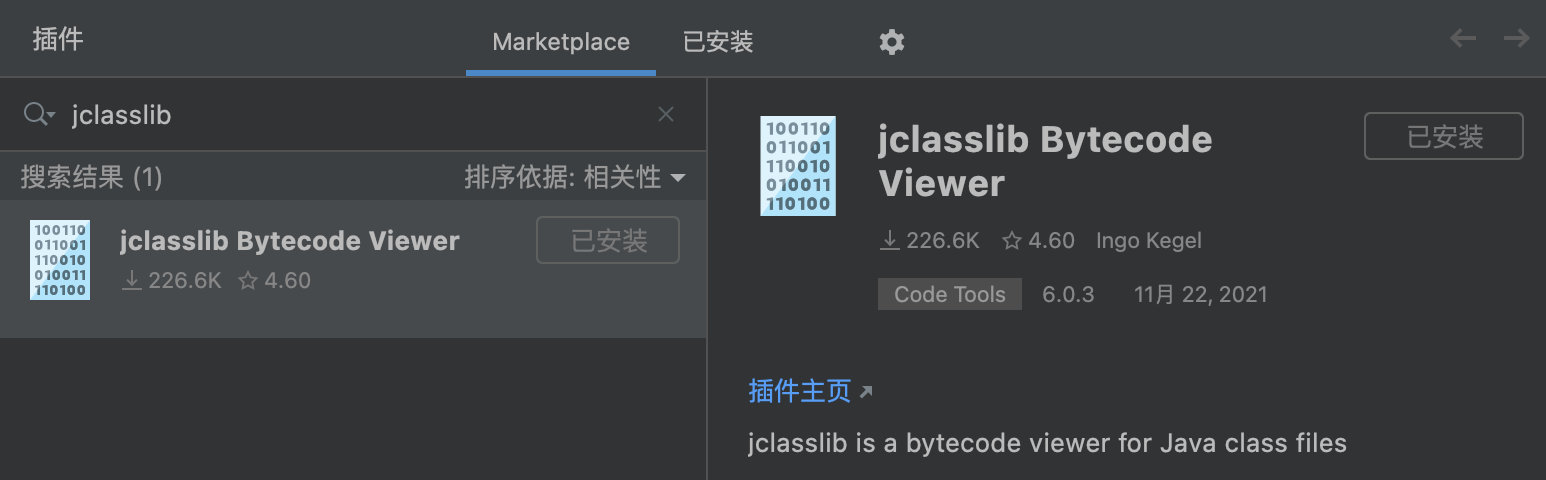 插件
Marketplace
已安装
jclasslib
搜索结果 (1)
排序依据: 相关性
100110
011001
110010
010011
110100
jclasslib Bytecode Viewer
已安装
226.6K
4.60
100110
011001
110010
010011
110100
jclasslib Bytecode
Viewer
已安装
226.6K
4.60
Ingo Kegel
Code Tools
6.0.3
11月 22, 2021
插件主页
jclasslib is a bytecode viewer for Java class files